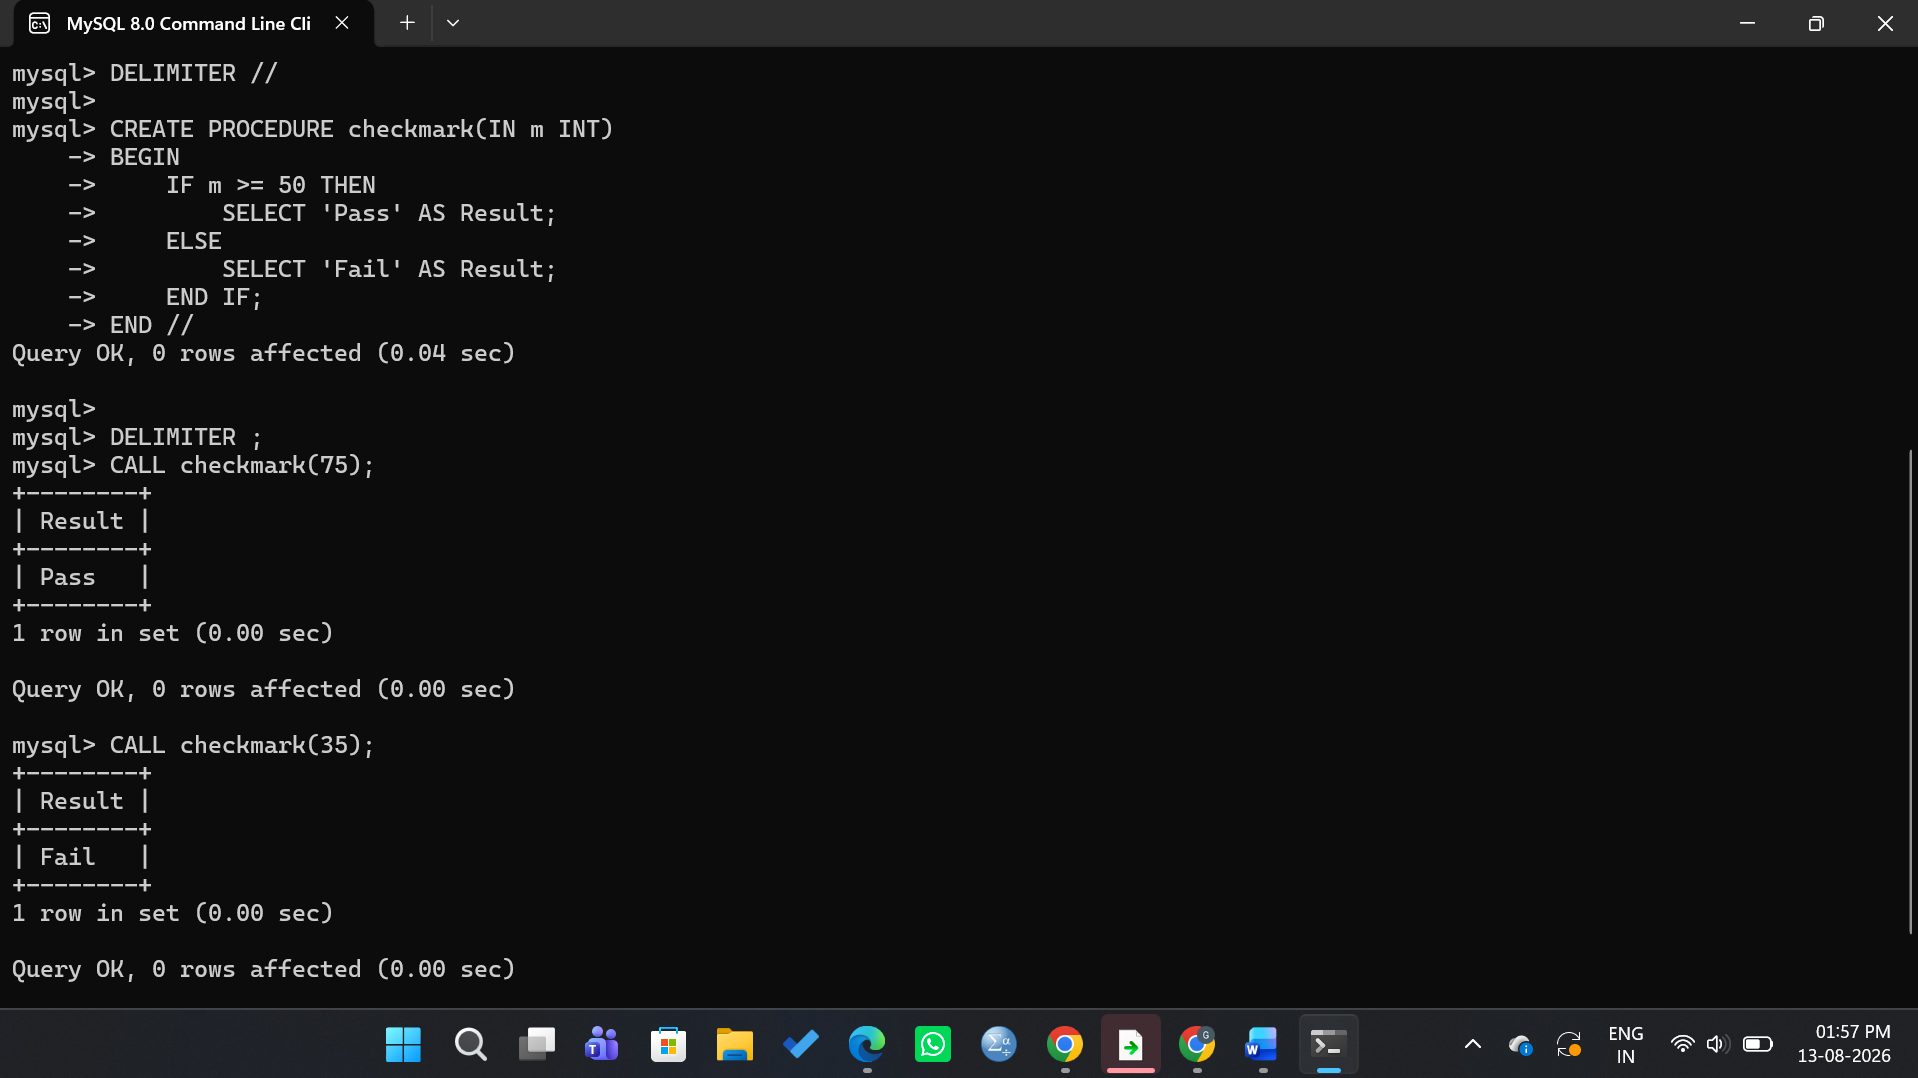 MySQL 8.0 Command Line Cli
mysql> DELIMITER //
mysql>
mysql> CREATE PROCEDURE checkmark(IN m INT)
    -> BEGIN
    ->     IF m >= 50 THEN
    ->         SELECT 'Pass' AS Result;
    ->     ELSE
    ->         SELECT 'Fail' AS Result;
    ->     END IF;
    -> END //
Query OK, 0 rows affected (0.04 sec)
mysql>
mysql> DELIMITER ;
mysql> CALL checkmark(75);
+--------+
| Result |
+--------+
| Pass   |
+--------+
1 row in set (0.00 sec)
Query OK, 0 rows affected (0.00 sec)
mysql> CALL checkmark(35);
+--------+
| Result |
+--------+
| Fail   |
+--------+
1 row in set (0.00 sec)
Query OK, 0 rows affected (0.00 sec)
ENG
IN
01:57 PM
13-08-2026